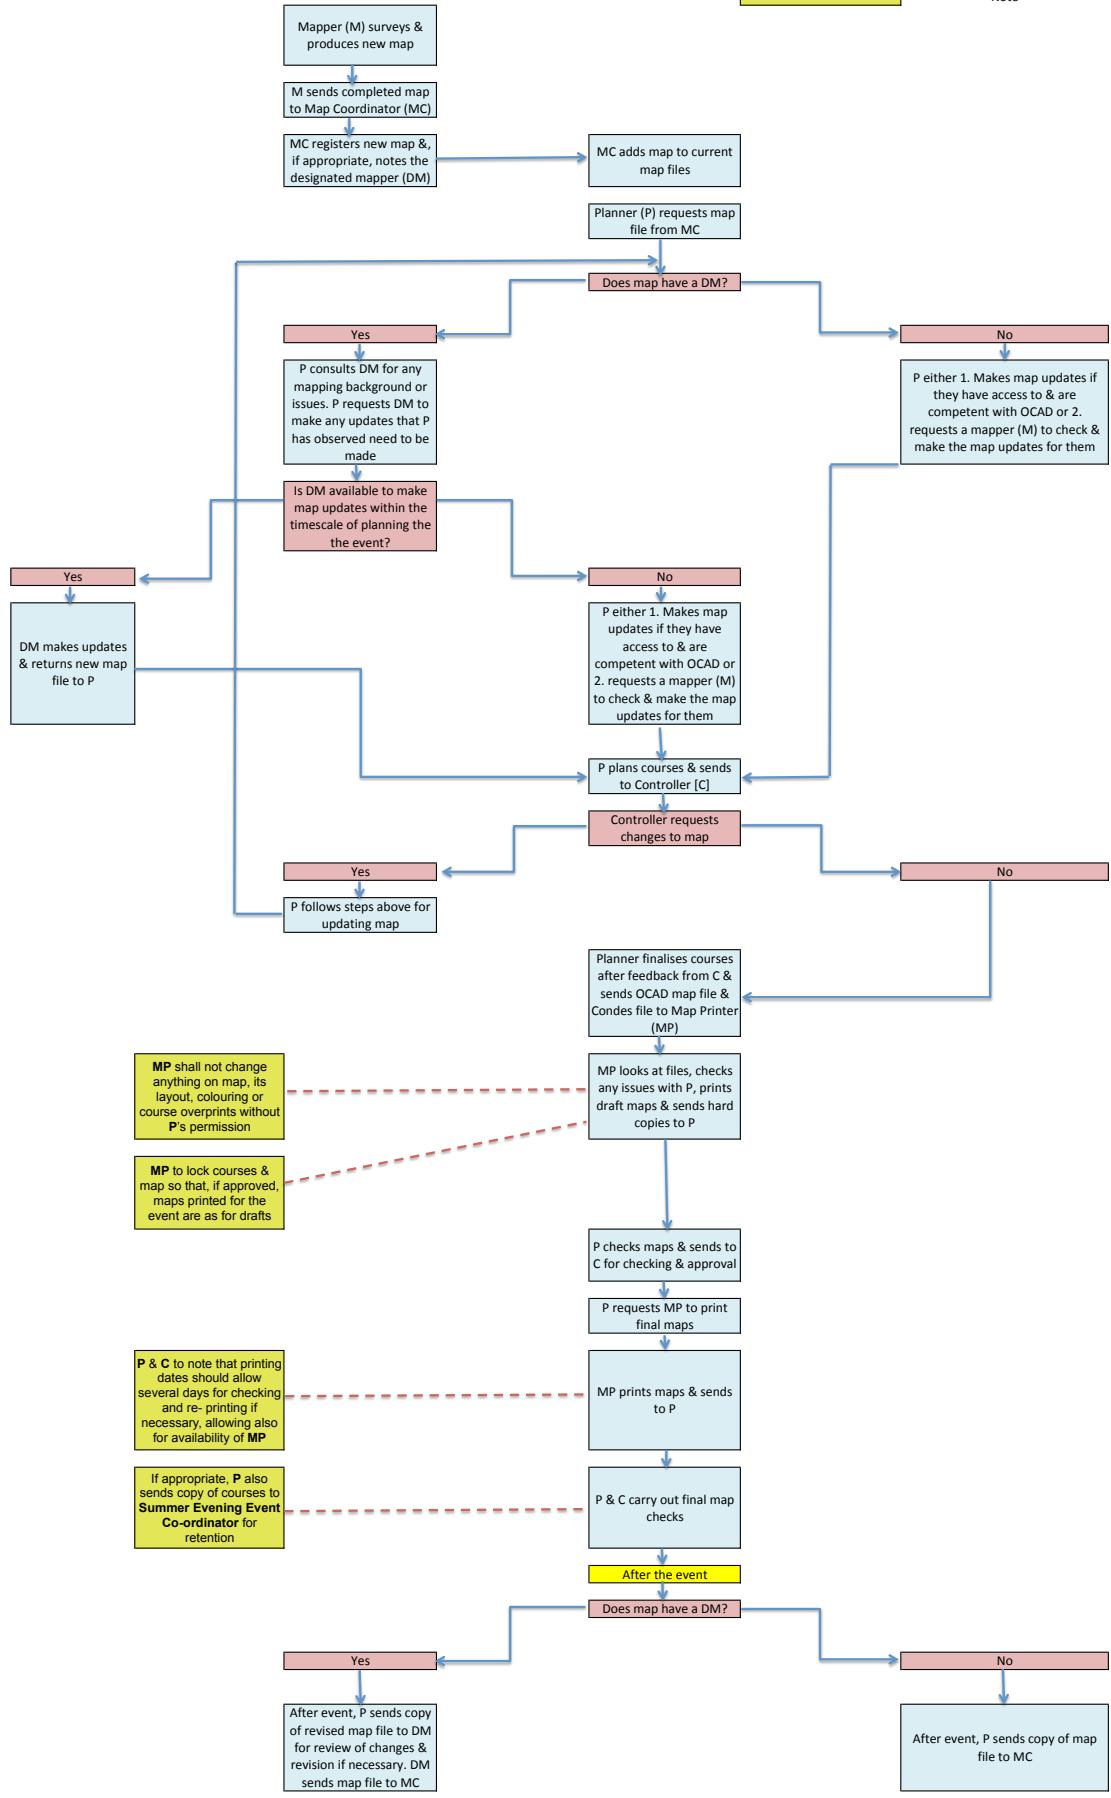 Note
Mapper (M) surveys &
produces new map
M sends completed map
to Map Coordinator (MC)
MC registers new map &,
if appropriate, notes the
designated mapper (DM)
MC adds map to current
map files
Planner (P) requests map
file from MC
Does map have a DM?
Yes
No
P consults DM for any
mapping background or
issues. P requests DM to
make any updates that P
has observed need to be
made
P either 1. Makes map updates if
they have access to & are
competent with OCAD or 2.
requests a mapper (M) to check &
make the map updates for them
Is DM available to make
map updates within the
timescale of planning the
the event?
Yes
No
DM makes updates
& returns new map
file to P
P either 1. Makes map
updates if they have
access to & are
competent with OCAD or
2. requests a mapper (M)
to check & make the map
updates for them
P plans courses & sends
to Controller [C]
Controller requests
changes to map
Yes
No
P follows steps above for
updating map
Planner finalises courses
after feedback from C &
sends OCAD map file &
Condes file to Map Printer
(MP)
MP shall not change
anything on map, its
layout, colouring or
course overprints without
P's permission
MP looks at files, checks
any issues with P, prints
draft maps & sends hard
copies to P
MP to lock courses &
map so that, if approved,
maps printed for the
event are as for drafts
P checks maps & sends to
C for checking & approval
P requests MP to print
final maps
P & C to note that printing
dates should allow
several days for checking
and re- printing if
necessary, allowing also
for availability of MP
MP prints maps & sends
to P
If appropriate, P also
sends copy of courses to
Summer Evening Event
Co-ordinator for
retention
P & C carry out final map
checks
After the event
Does map have a DM?
Yes
No
After event, P sends copy
of revised map file to DM
for review of changes &
revision if necessary. DM
sends map file to MC
After event, P sends copy of map
file to MC